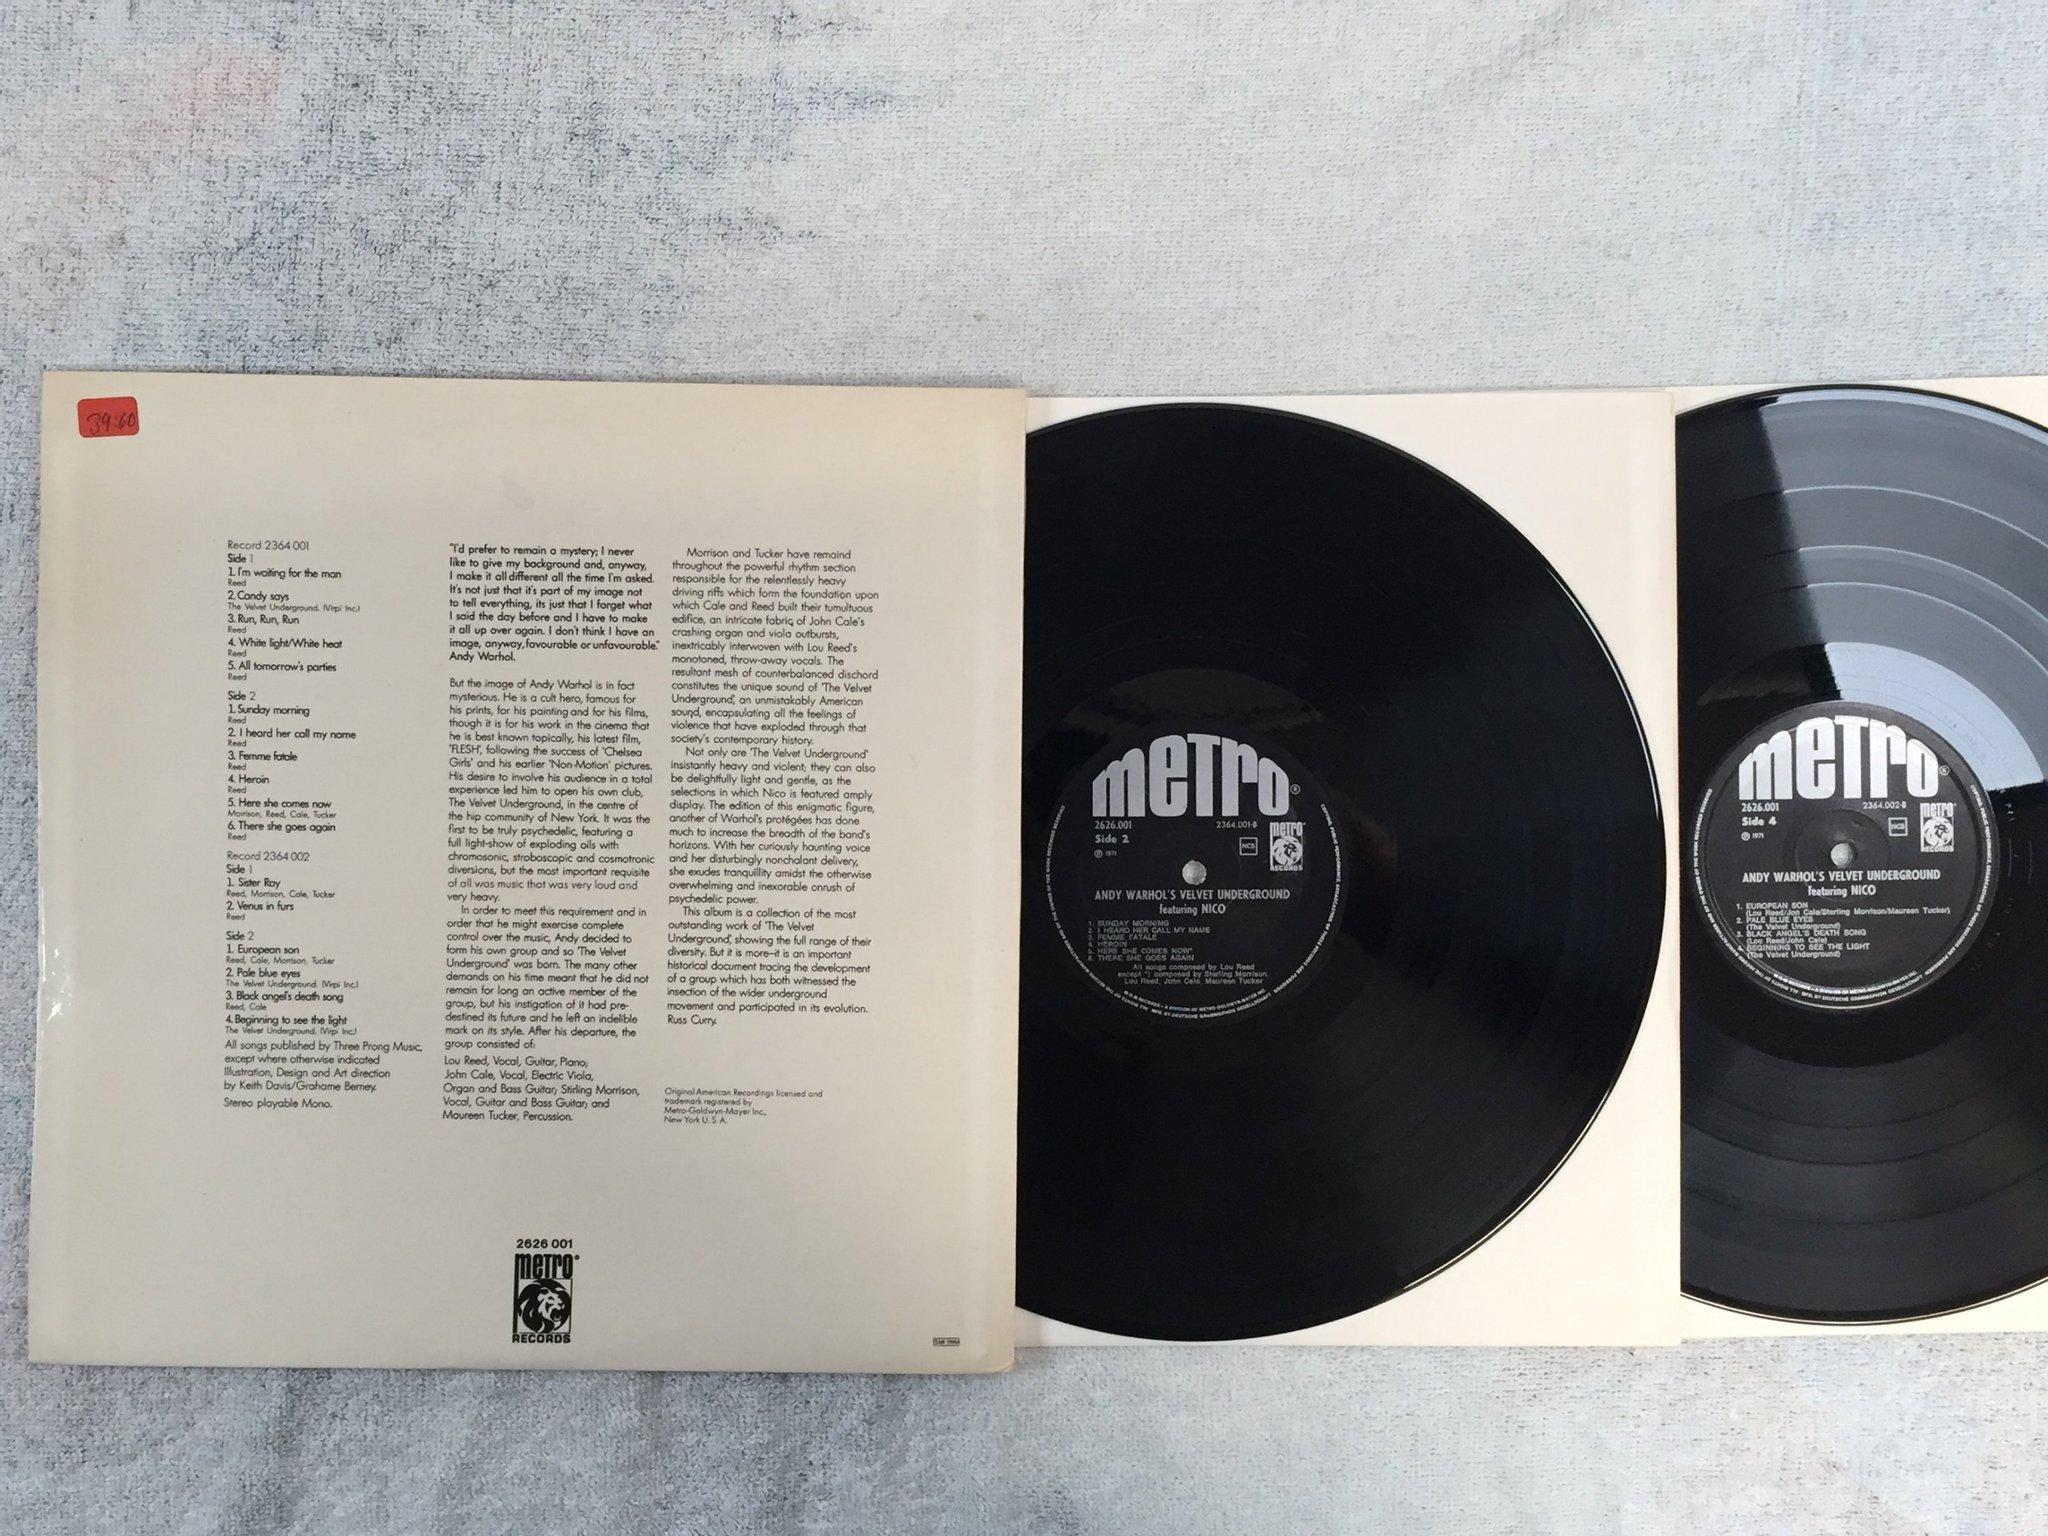 39:60
Record 2364 001
Side 1
1. I'm waiting for the man
Reed
2. Candy says
The Velvet Underground. (Virpi Inc.)
3. Run, Run, Run
Reed
4. White light/White heat
Reed
5. All tomorrow's parties
Reed
Side 2
1. Sunday morning
Reed
2. I heard her call my name
Reed
3. Femme fatale
Reed
4. Heroin
Reed
5. Here she comes now
Morrison, Reed, Cale, Tucker
6. There she goes again
Reed
Record 2364 002
Side 1
1. Sister Ray
Reed, Morrison, Cale, Tucker
2. Venus in furs
Reed
Side 2
1. European son
Reed, Cale, Morrison, Tucker
2. Pale blue eyes
The Velvet Underground. (Virpi Inc.)
3. Black angel's death song
Reed, Cale
4. Beginning to see the light
The Velvet Underground. (Virpi Inc.)
All songs published by Three Prong Music,
except where otherwise indicated
Illustration, Design and Art direction
by Keith Davis/Grahame Berney.
Stereo playable Mono.
"I'd prefer to remain a mystery; I never
like to give my background and, anyway,
I make it all different all the time I'm asked.
It's not just that it's part of my image not
to tell everything, its just that I forget what
I said the day before and I have to make
it all up over again. I don't think I have an
image, anyway, favourable or unfavourable."
Andy Warhol.
But the image of Andy Warhol is in fact
mysterious. He is a cult hero, famous for
his prints, for his painting and for his films,
though it is for his work in the cinema that
he is best known topically, his latest film,
'FLESH', following the success of 'Chelsea
Girls' and his earlier 'Non-Motion' pictures.
His desire to involve his audience in a total
experience led him to open his own club,
The Velvet Underground, in the centre of
the hip community of New York. It was the
first to be truly psychedelic, featuring a
full light-show of exploding oils with
chromosonic, stroboscopic and cosmotronic
diversions, but the most important requisite
of all was music that was very loud and
very heavy.
In order to meet this requirement and in
order that he might exercise complete
control over the music, Andy decided to
form his own group and so 'The Velvet
Underground' was born. The many other
demands on his time meant that he did not
remain for long an active member of the
group, but his instigation of it had pre-
destined its future and he left an indelible
mark on its style. After his departure, the
group consisted of:
Lou Reed, Vocal, Guitar, Piano;
John Cale, Vocal, Electric Viola,
Organ and Bass Guitar; Stirling Morrison,
Vocal, Guitar and Bass Guitar; and
Maureen Tucker, Percussion.
Morrison and Tucker have remaind
throughout the powerful rhythm section
responsible for the relentlessly heavy
driving riffs which form the foundation upon
which Cale and Reed built their tumultuous
edifice, an intricate fabric of John Cale's
crashing organ and viola outbursts,
inextricably interwoven with Lou Reed's
monotoned, throw-away vocals. The
resultant mesh of counterbalanced dischord
constitutes the unique sound of 'The Velvet
Underground', an unmistakably American
sound, encapsulating all the feelings of
violence that have exploded through that
society's contemporary history.
Not only are 'The Velvet Underground'
insistantly heavy and violent; they can also
be delightfully light and gentle, as the
selections in which Nico is featured amply
display. The edition of this enigmatic figure,
another of Warhol's protégées has done
much to increase the breadth of the band's
horizons. With her curiously haunting voice
and her disturbingly nonchalant delivery,
she exudes tranquillity amidst the otherwise
overwhelming and inexorable onrush of
psychedelic power.
This album is a collection of the most
outstanding work of 'The Velvet
Underground', showing the full range of their
diversity. But it is more—it is an important
historical document tracing the development
of a group which has both witnessed the
insection of the wider underground
movement and participated in its evolution.
Russ Curry.
Original American Recordings licensed and
trademark registered by
Metro-Goldwyn-Mayer Inc.,
New York U.S.A.
2626 001
METRO®
RECORDS
METRO®
2626.001
2364.001-B
Side 2
℗ 1971
NCB
METRO
RECORDS
ANDY WARHOL'S VELVET UNDERGROUND
featuring NICO
1. SUNDAY MORNING
2. I HEARD HER CALL MY NAME
3. FEMME FATALE
4. HEROIN
5. HERE SHE COMES NOW*
6. THERE SHE GOES AGAIN
All songs composed by Lou Reed
except *) composed by Sterling Morrison,
Lou Reed, John Cale, Maureen Tucker
METRO®
2626.001
2364.002-B
Side 4
℗ 1971
NCB
METRO
RECORDS
ANDY WARHOL'S VELVET UNDERGROUND
featuring NICO
1. EUROPEAN SON
(Lou Reed/Jon Cale/Sterling Morrison/Maureen Tucker)
2. PALE BLUE EYES
(The Velvet Underground)
3. BLACK ANGEL'S DEATH SONG
(Lou Reed/John Cale)
4. BEGINNING TO SEE THE LIGHT
(The Velvet Underground)